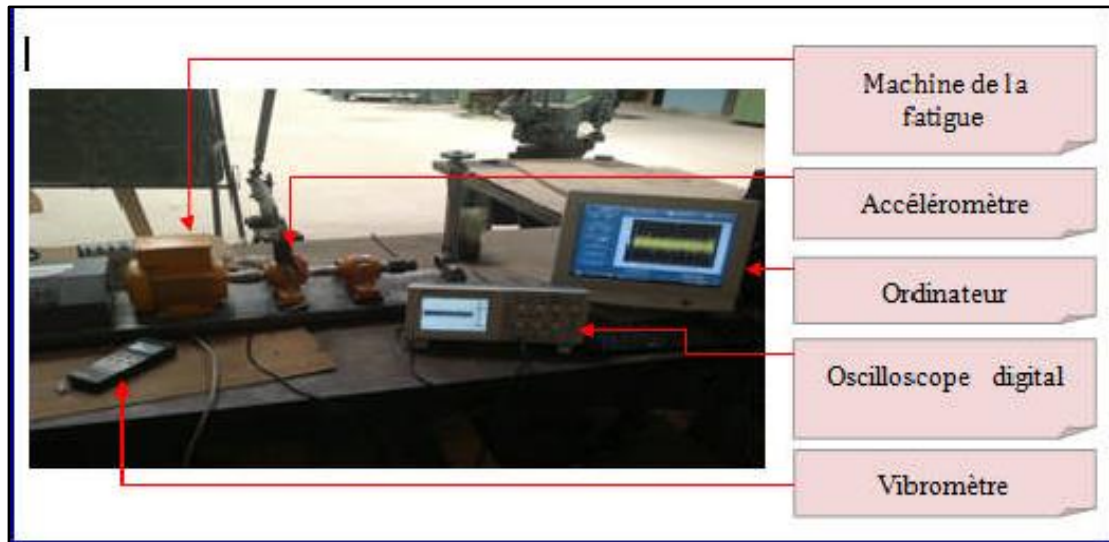 Machine de la
fatigue
Accéléromètre
Ordinateur
Oscilloscope digital
Vibromètre